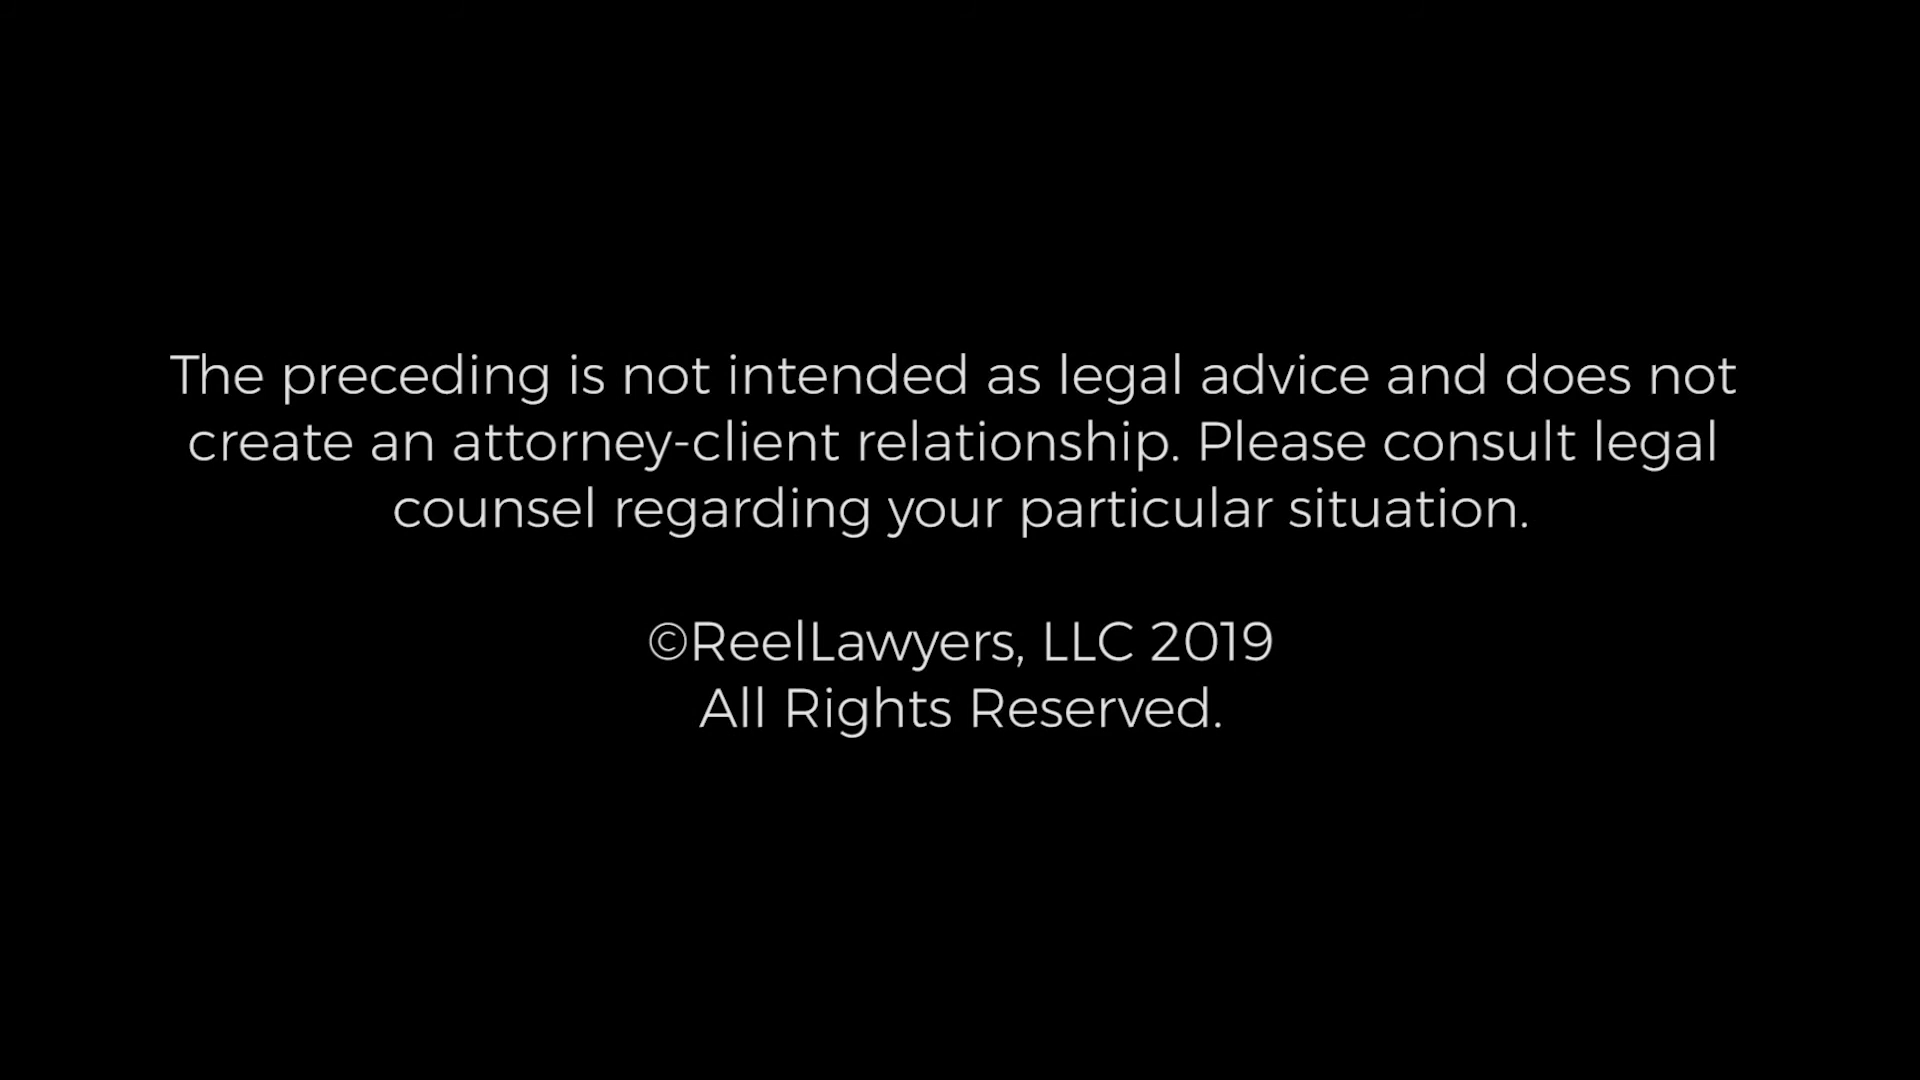 The preceding is not intended as legal advice and does not
create an attorney-client relationship. Please consult legal
counsel regarding your particular situation.
©ReelLawyers, LLC 2019
All Rights Reserved.